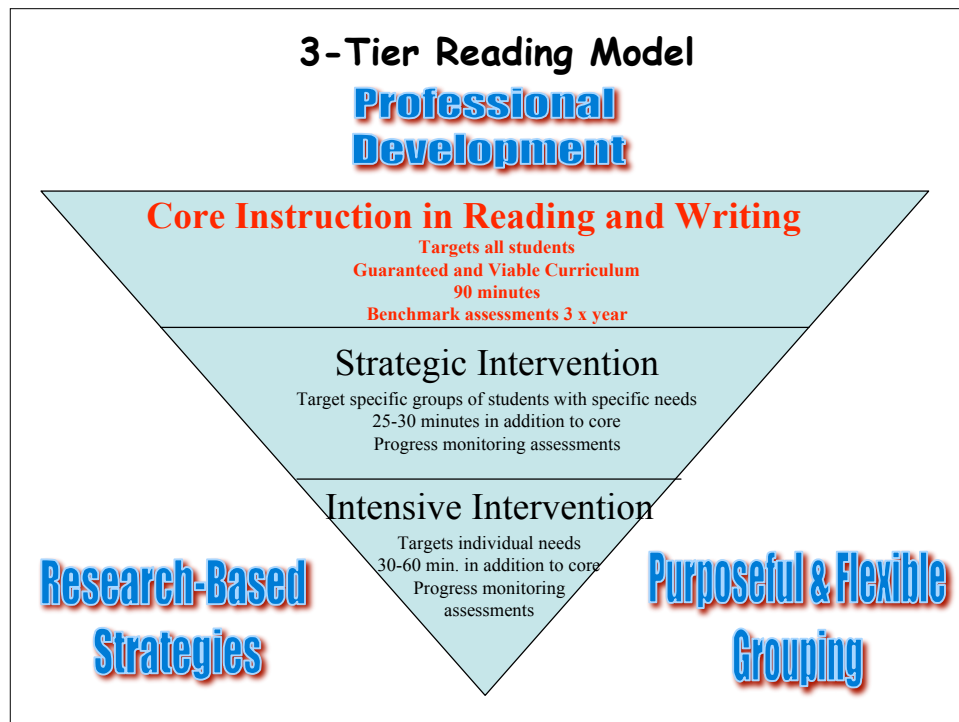 3-Tier Reading Model
Professional
Development
Core Instruction in Reading and Writing
Targets all students
Guaranteed and Viable Curriculum
90 minutes
Benchmark assessments 3 x year
Strategic Intervention
Target specific groups of students with specific needs
25-30 minutes in addition to core
Progress monitoring assessments
Intensive Intervention
Targets individual needs
30-60 min. in addition to core
Progress monitoring
assessments
Research-Based
Strategies
Purposeful & Flexible
Grouping